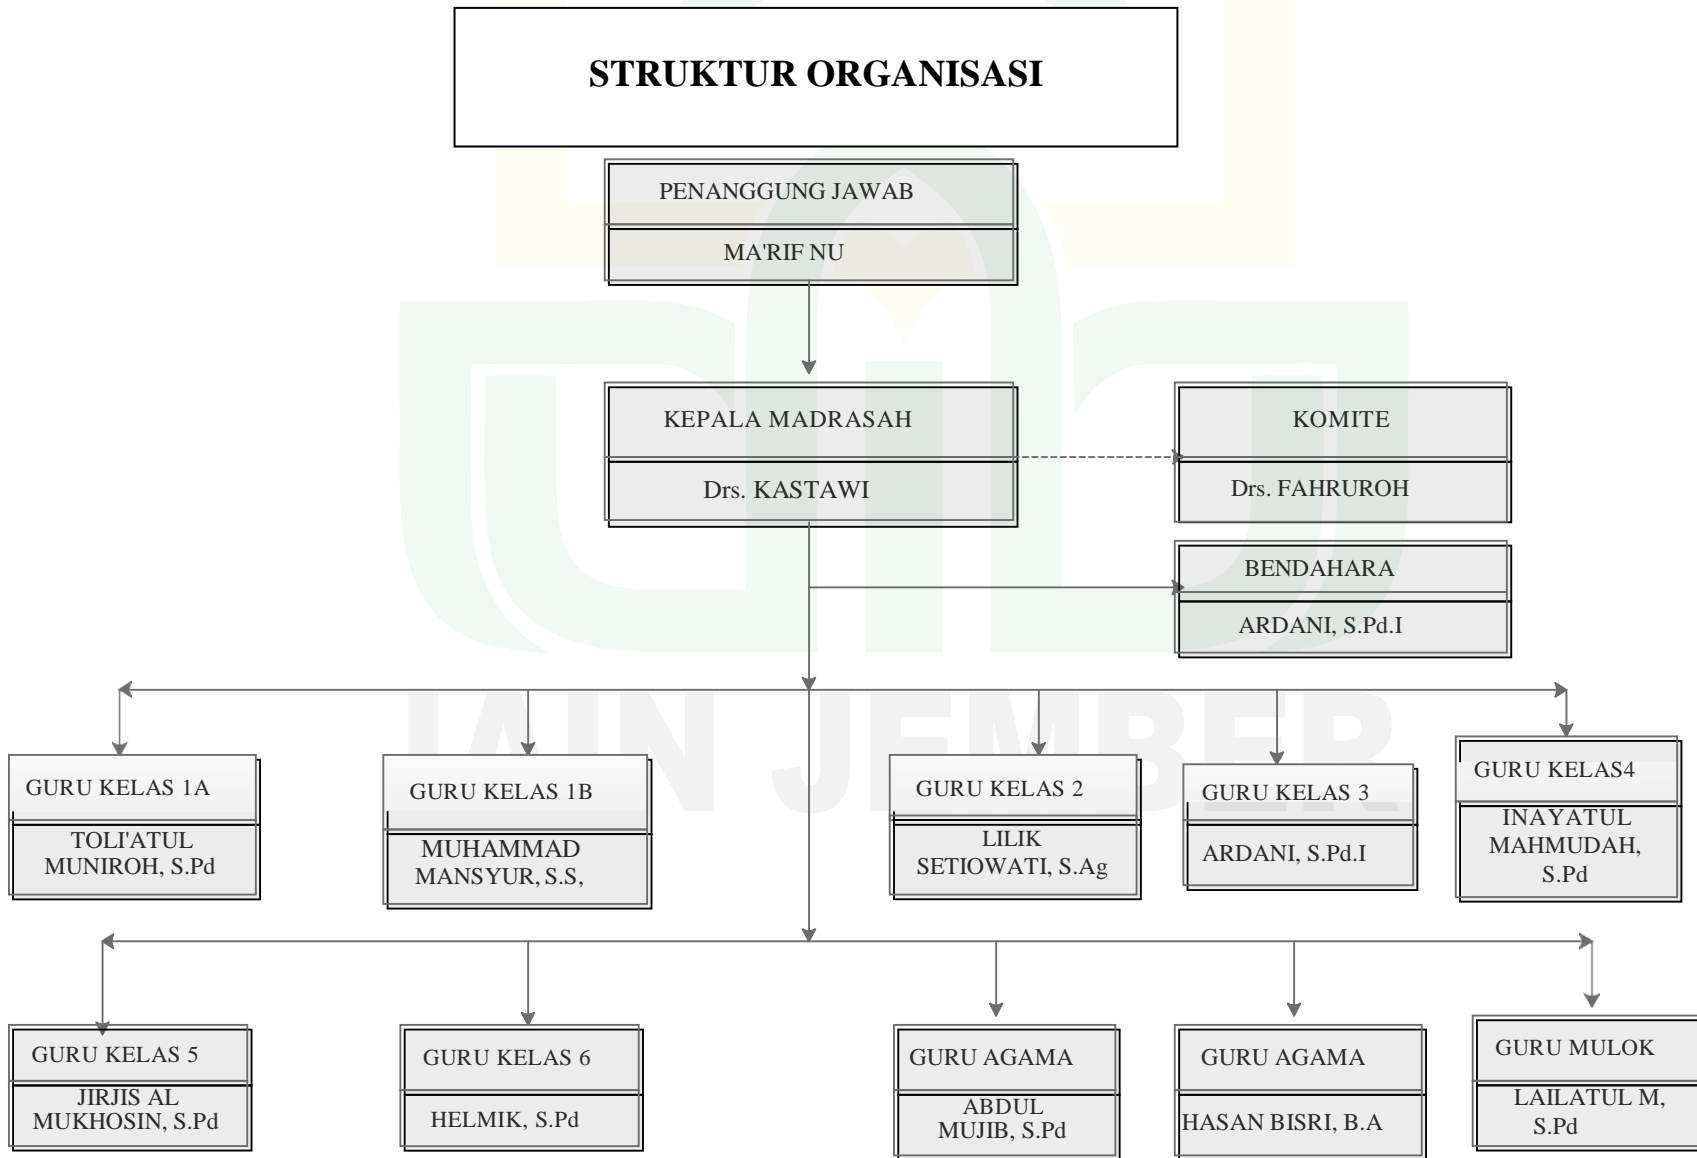 STRUKTUR ORGANISASI
PENANGGUNG JAWAB
MA'RIF NU
KEPALA MADRASAH
Drs. KASTAWI
KOMITE
Drs. FAHRUROH
BENDAHARA
ARDANI, S.Pd.I
IAIN JEMBER
GURU KELAS 1A
TOLI'ATUL
MUNIROH, S.Pd
GURU KELAS 1B
MUHAMMAD
MANSYUR, S.S,
GURU KELAS 2
LILIK
SETIOWATI, S.Ag
GURU KELAS 3
ARDANI, S.Pd.I
GURU KELAS4
INAYATUL
MAHMUDAH,
S.Pd
GURU KELAS 5
JIRJIS AL
MUKHOSIN, S.Pd
GURU KELAS 6
HELMIK, S.Pd
GURU AGAMA
ABDUL
MUJIB, S.Pd
GURU AGAMA
HASAN BISRI, B.A
GURU MULOK
LAILATUL M,
S.Pd